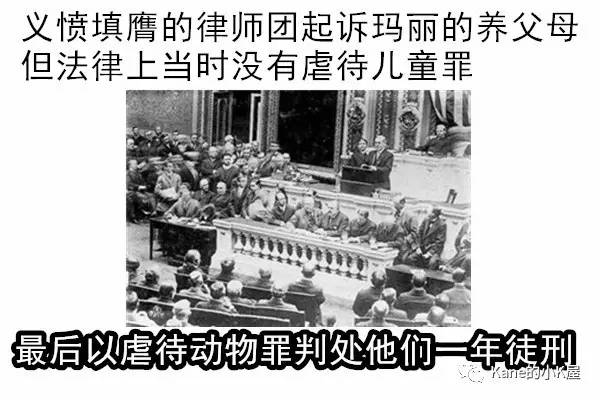 义愤填膺的律师团起诉玛丽的养父母
但法律上当时没有虐待儿童罪
最后以虐待动物罪判处他们一年徒刑
Kane的小K屋